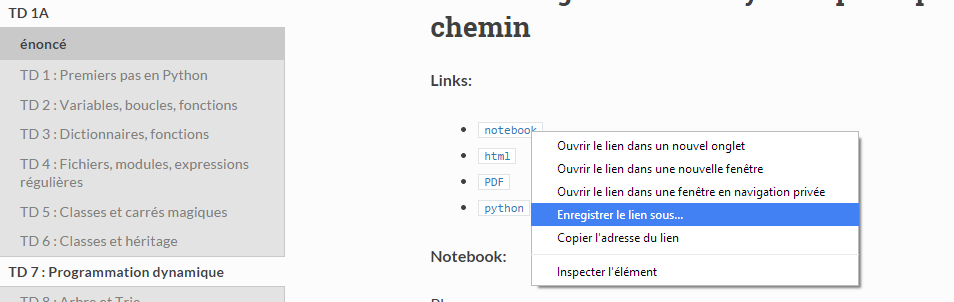 TD 1A
énoncé
TD 1 : Premiers pas en Python
TD 2 : Variables, boucles, fonctions
TD 3 : Dictionnaires, fonctions
TD 4 : Fichiers, modules, expressions
régulières
TD 5 : Classes et carrés magiques
TD 6 : Classes et héritage
TD 7 : Programmation dynamique
TD 8 : Arbre et Trie
chemin
Links:
notebook
html
PDF
python
Notebook:
Ouvrir le lien dans un nouvel onglet
Ouvrir le lien dans une nouvelle fenêtre
Ouvrir le lien dans une fenêtre en navigation privée
Enregistrer le lien sous...
Copier l'adresse du lien
Inspecter l'élément